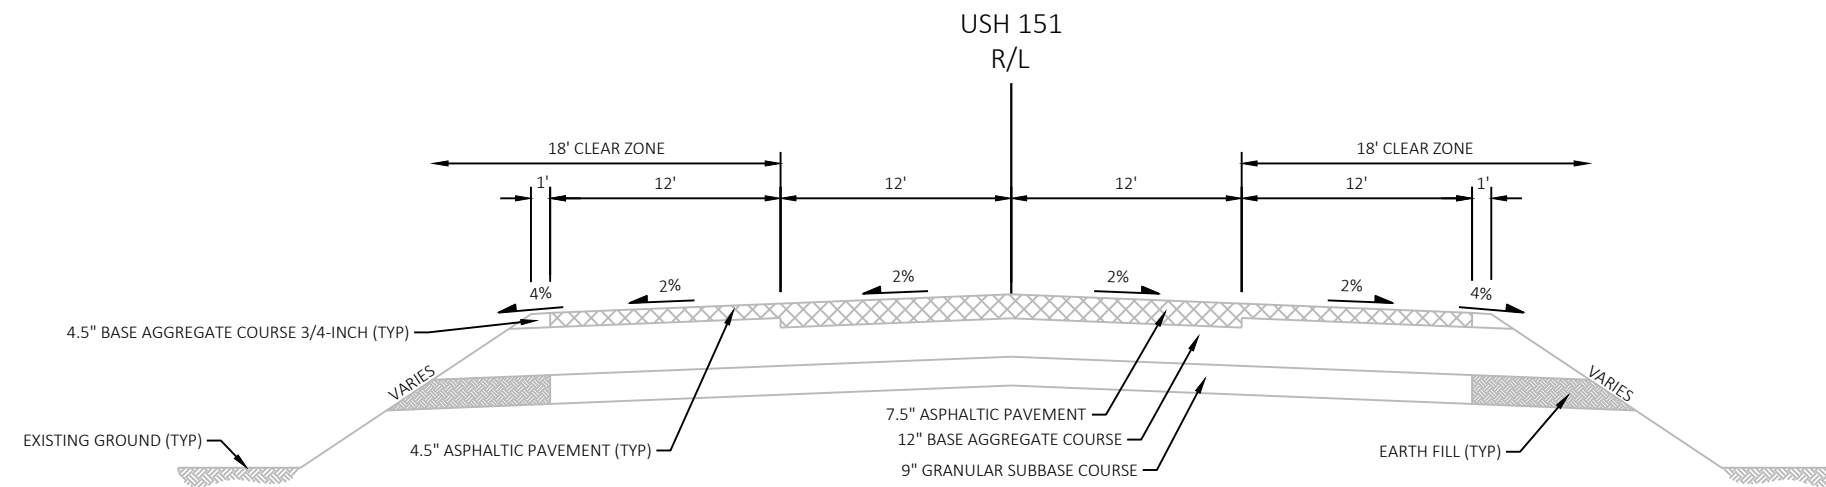 USH 151
R/L
18' CLEAR ZONE
18' CLEAR ZONE
1'
12'
12'
12'
12'
1'
4%
2%
2%
2%
2%
4%
4.5" BASE AGGREGATE COURSE 3/4-INCH (TYP)
VARIES
VARIES
7.5" ASPHALTIC PAVEMENT
12" BASE AGGREGATE COURSE
EXISTING GROUND (TYP)
4.5" ASPHALTIC PAVEMENT (TYP)
EARTH FILL (TYP)
9" GRANULAR SUBBASE COURSE